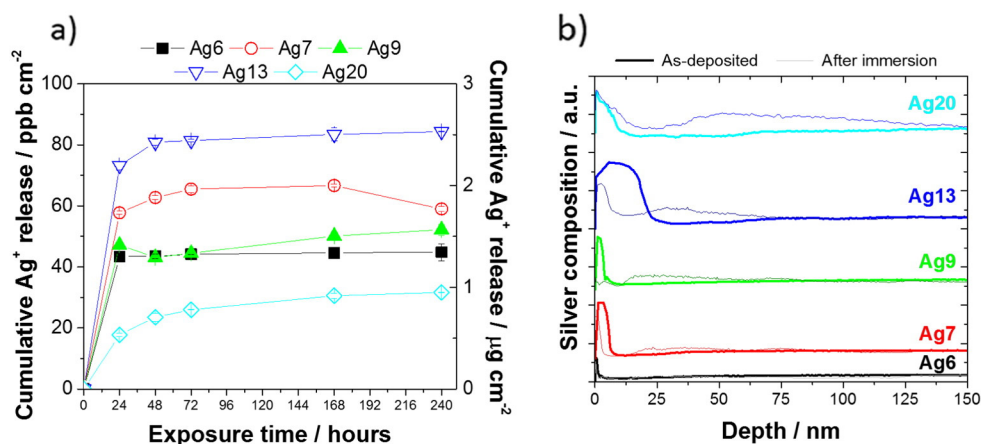 a)
Ag6 Ag7 Ag9
Ag13 Ag20
Cumulative Ag⁺ release / ppb cm⁻²
100
80
60
40
20
0
0 24 48 72 96 120 144 168 192 216 240
Exposure time / hours
3
2
1
0
Cumulative Ag⁺ release / µg cm⁻²
b)
As-deposited After immersion
Silver composition / a.u.
Ag20
Ag13
Ag9
Ag7
Ag6
0 25 50 75 100 125 150
Depth / nm